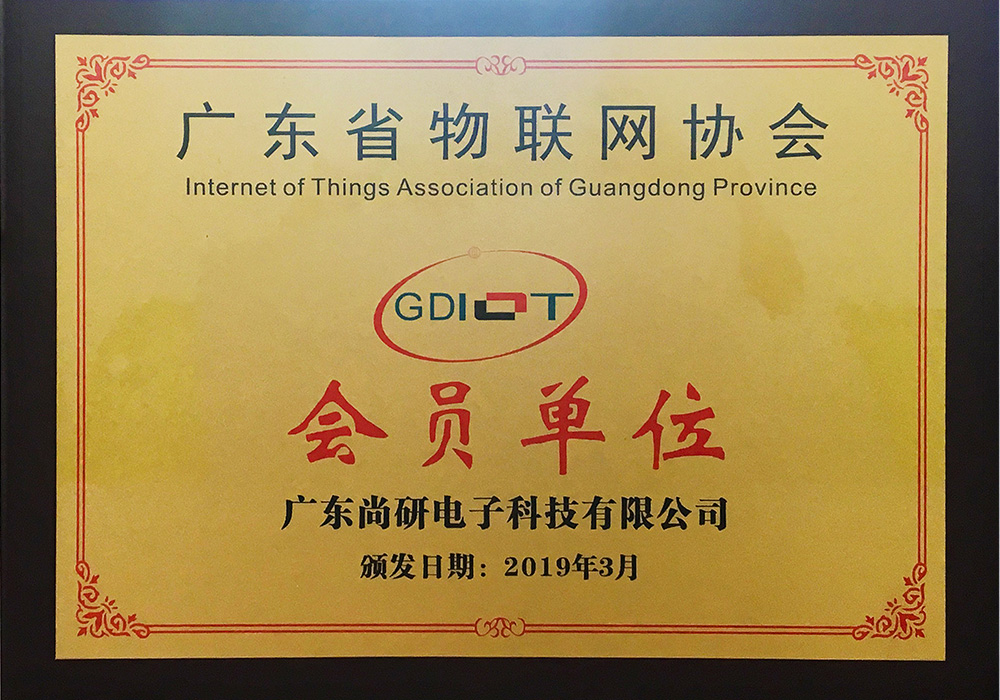 广东省物联网协会
Internet of Things Association of Guangdong Province
GDIOT
会员单位
广东尚研电子科技有限公司
颁发日期：2019年3月